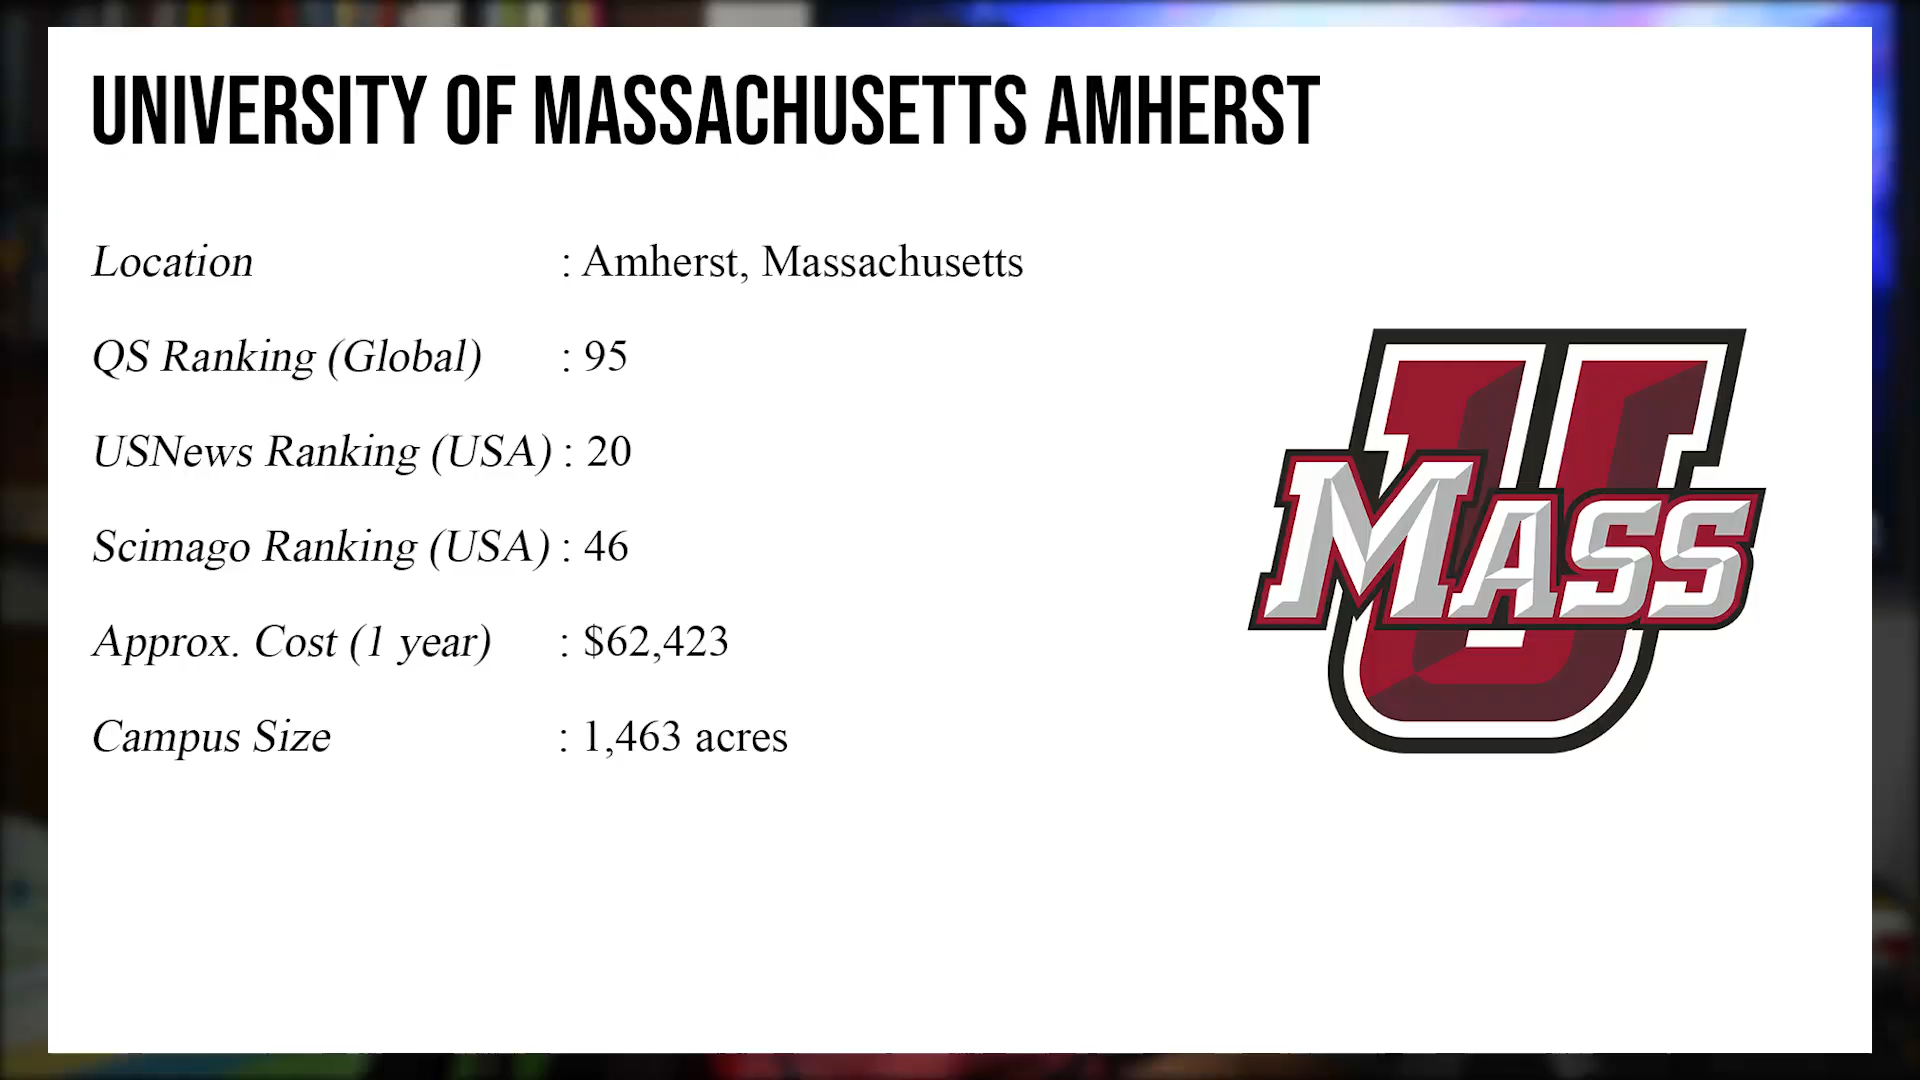 UNIVERSITY OF MASSACHUSETTS AMHERST
Location : Amherst, Massachusetts
QS Ranking (Global) : 95
USNews Ranking (USA) : 20
Scimago Ranking (USA) : 46
Approx. Cost (1 year) : $62,423
Campus Size : 1,463 acres
U
MASS